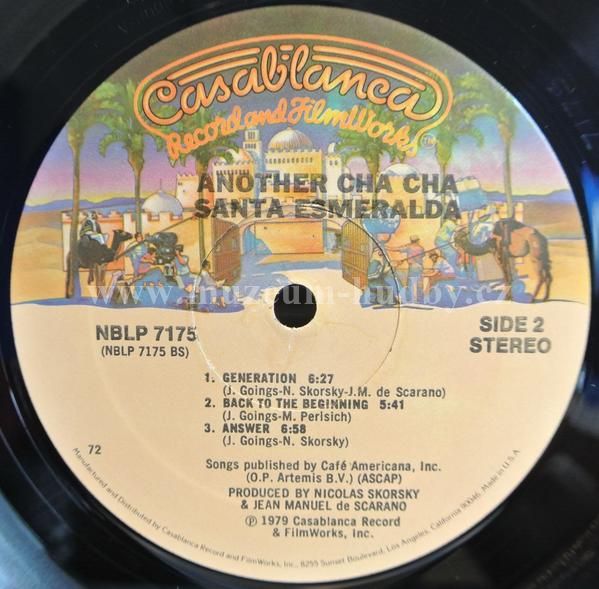 Casablanca
Record and FilmWorks
TM
ANOTHER CHA CHA
SANTA ESMERALDA
www.muzeum-hudby.cz
NBLP 7175
(NBLP 7175 BS)
SIDE 2
STEREO
1. GENERATION 6:27
(J. Goings-N. Skorsky-J.M. de Scarano)
2. BACK TO THE BEGINNING 5:41
(J. Goings-M. Perlsich)
3. ANSWER 6:58
(J. Goings-N. Skorsky)
72
Songs published by Café Americana, Inc.
(O.P. Artemis B.V.) (ASCAP)
PRODUCED BY NICOLAS SKORSKY
& JEAN MANUEL de SCARANO
Ⓟ 1979 Casablanca Record
& FilmWorks, Inc.
Manufactured and Distributed by Casablanca Record and FilmWorks, Inc., 8255 Sunset Boulevard, Los Angeles, California 90046. Made in U.S.A.